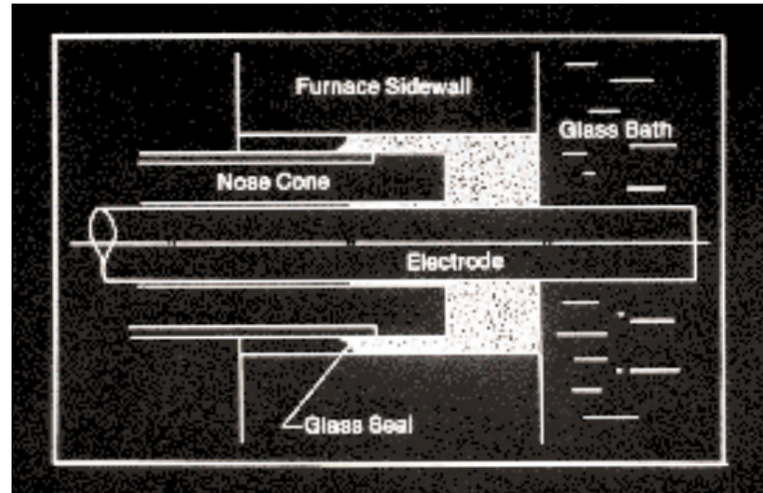 Furnace Sidewall
Glass Bath
Nose Cone
Electrode
Glass Seal